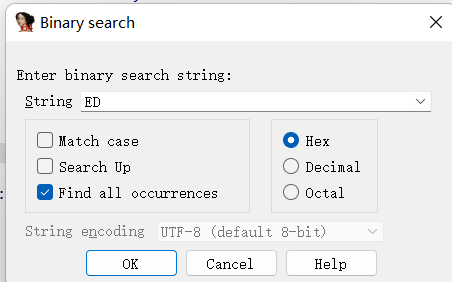 Binary search
Enter binary search string:
String ED
Match case
Search Up
Find all occurrences
Hex
Decimal
Octal
String encoding UTF-8 (default 8-bit)
OK Cancel Help